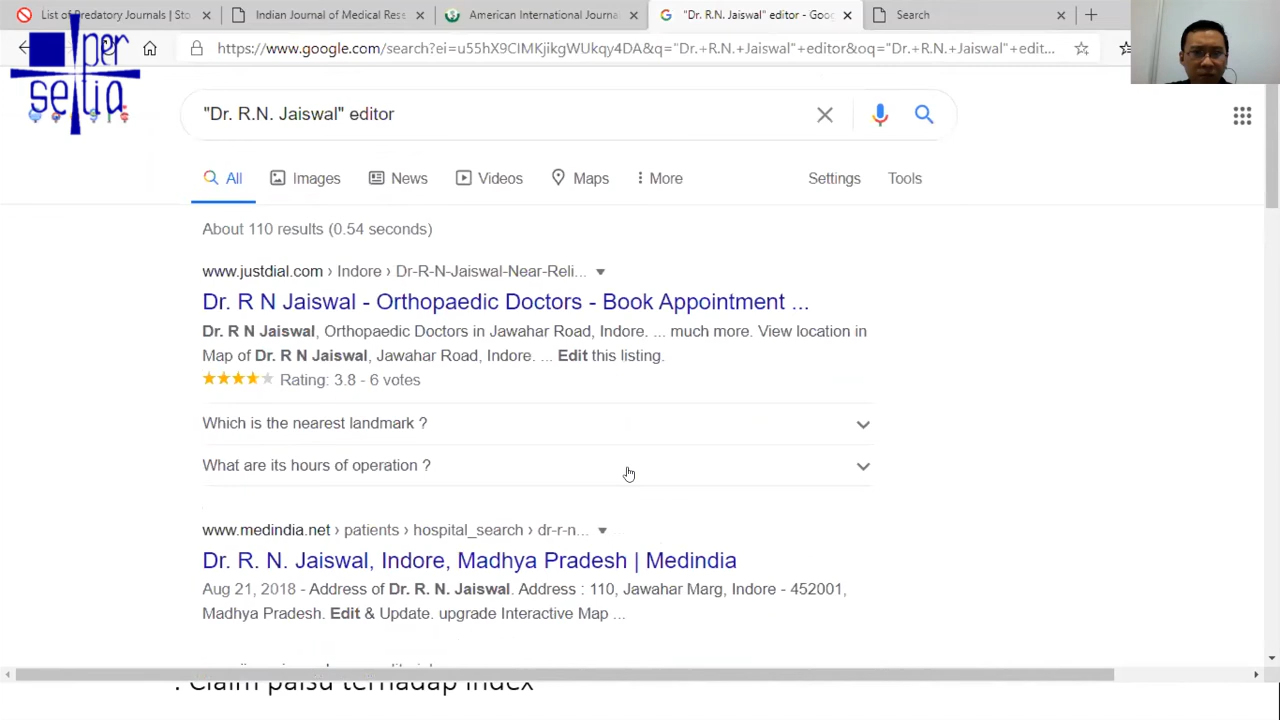 List of Predatory Journals | Sto
Indian Journal of Medical Rese
American International Journa
"Dr. R.N. Jaiswal" editor - Goo
Search
https://www.google.com/search?ei=u55hX9CIMKjikgWUkqy4DA&q="Dr.+R.N.+Jaiswal"+editor&oq="Dr.+R.N.+Jaiswal"+edit...
per
setia
"Dr. R.N. Jaiswal" editor
All Images News Videos Maps More Settings Tools
About 110 results (0.54 seconds)
www.justdial.com › Indore › Dr-R-N-Jaiswal-Near-Reli...
Dr. R N Jaiswal - Orthopaedic Doctors - Book Appointment ...
Dr. R N Jaiswal, Orthopaedic Doctors in Jawahar Road, Indore. ... much more. View location in
Map of Dr. R N Jaiswal, Jawahar Road, Indore. ... Edit this listing.
Rating: 3.8 - 6 votes
Which is the nearest landmark ?
What are its hours of operation ?
www.medindia.net › patients › hospital_search › dr-r-n...
Dr. R. N. Jaiswal, Indore, Madhya Pradesh | Medindia
Aug 21, 2018 - Address of Dr. R. N. Jaiswal. Address : 110, Jawahar Marg, Indore - 452001,
Madhya Pradesh. Edit & Update. upgrade Interactive Map ...
. Claim palsu terhadap index